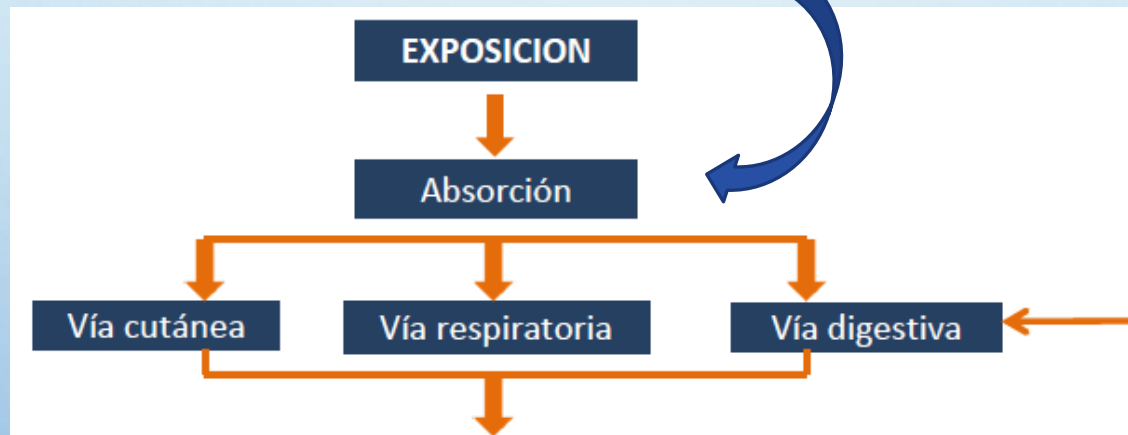 EXPOSICION
Absorción
Vía cutánea
Vía respiratoria
Vía digestiva